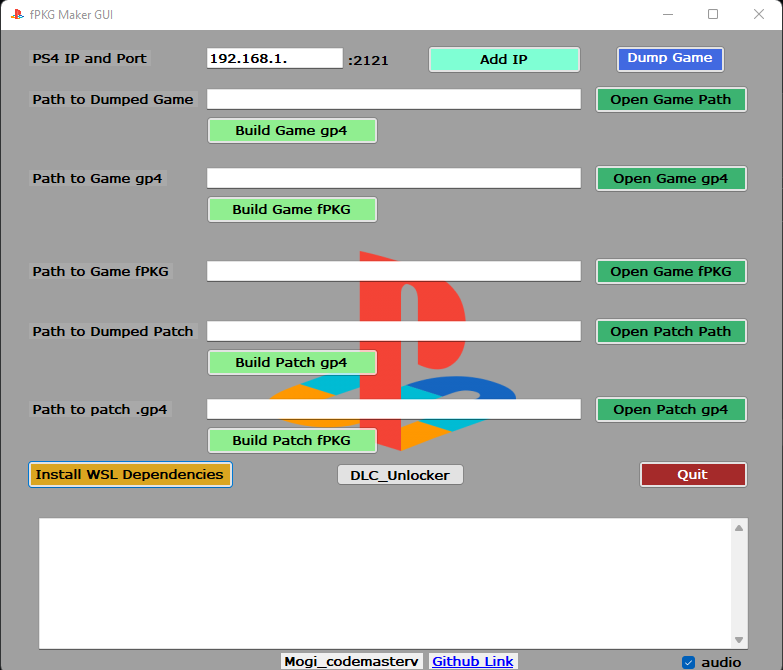 fPKG Maker GUI
PS4 IP and Port 192.168.1. :2121 Add IP Dump Game
Path to Dumped Game Open Game Path
Build Game gp4
Path to Game gp4 Open Game gp4
Build Game fPKG
Path to Game fPKG Open Game fPKG
Path to Dumped Patch Open Patch Path
Build Patch gp4
Path to patch .gp4 Open Patch gp4
Build Patch fPKG
Install WSL Dependencies DLC_Unlocker Quit
Mogi_codemasterv Github Link audio